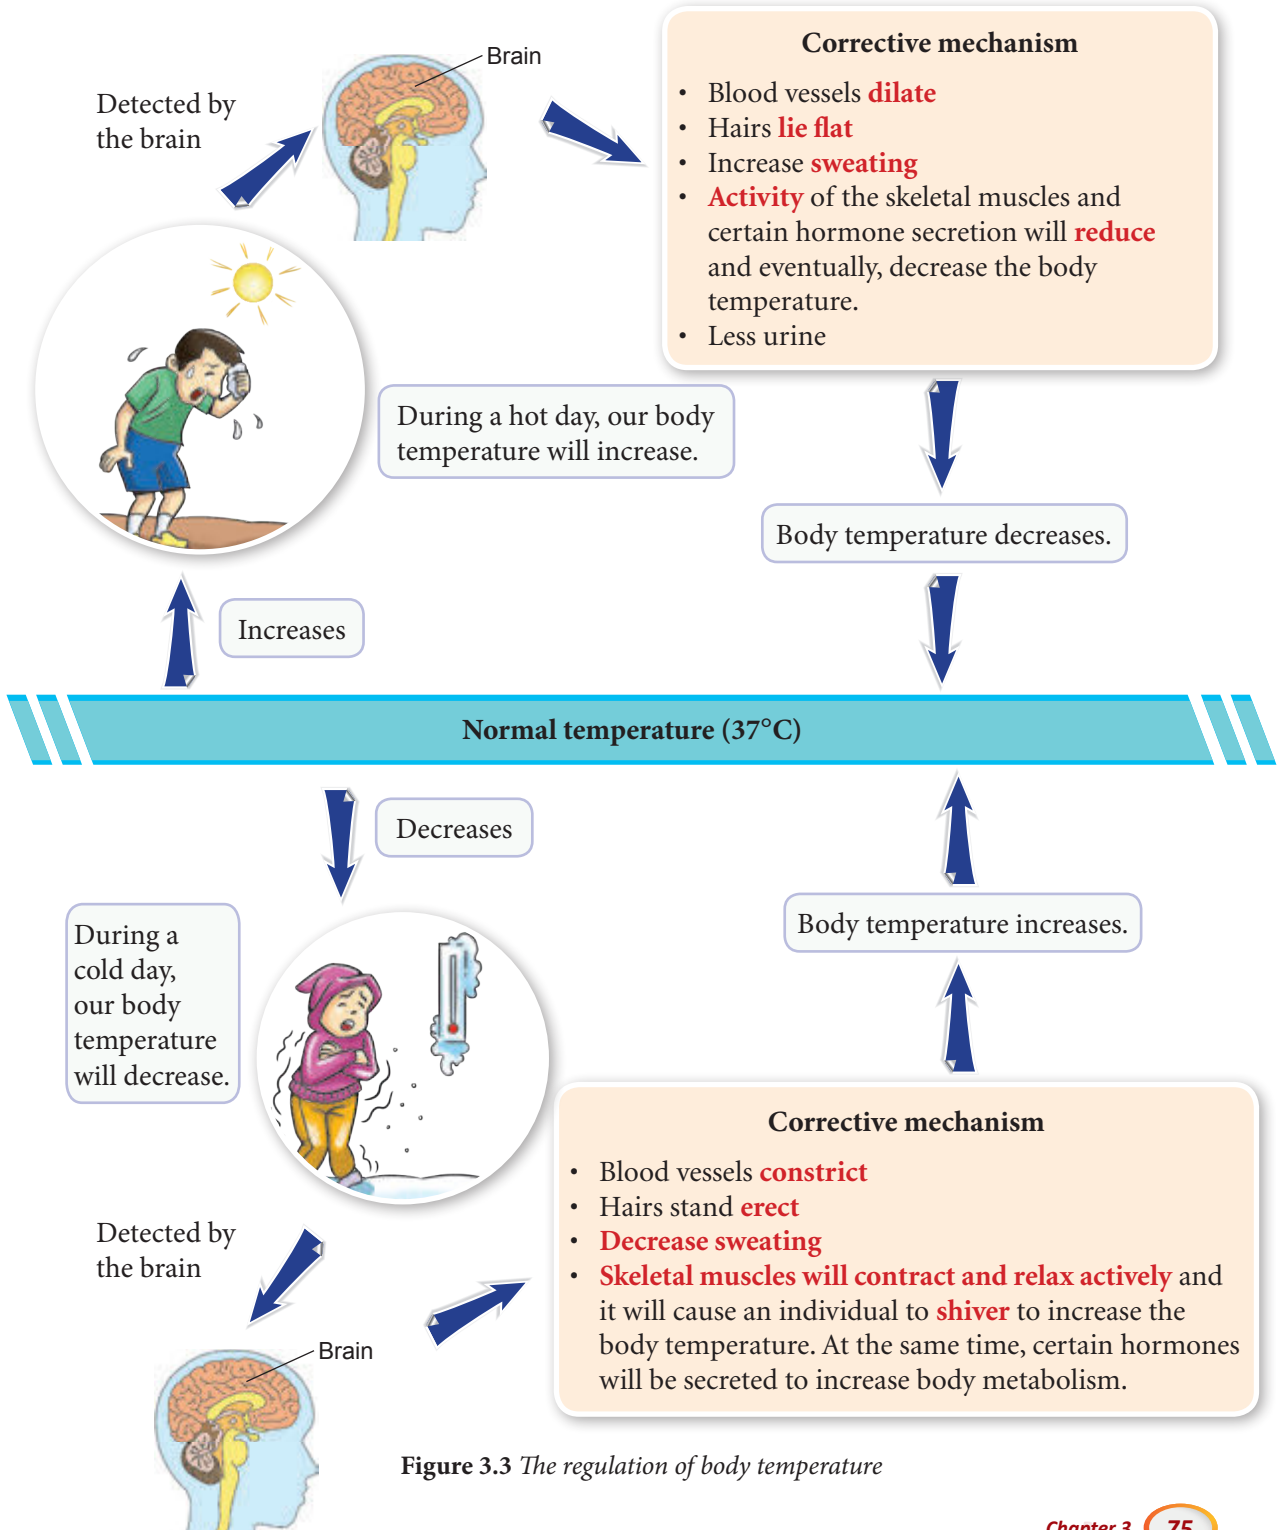 Brain
Detected by
the brain
Corrective mechanism
• Blood vessels dilate
• Hairs lie flat
• Increase sweating
• Activity of the skeletal muscles and
certain hormone secretion will reduce
and eventually, decrease the body
temperature.
• Less urine
During a hot day, our body
temperature will increase.
Body temperature decreases.
Increases
Normal temperature (37°C)
Decreases
During a
cold day,
our body
temperature
will decrease.
Body temperature increases.
Corrective mechanism
• Blood vessels constrict
• Hairs stand erect
• Decrease sweating
• Skeletal muscles will contract and relax actively and
it will cause an individual to shiver to increase the
body temperature. At the same time, certain hormones
will be secreted to increase body metabolism.
Detected by
the brain
Brain
Figure 3.3 The regulation of body temperature
Chapter 3 75